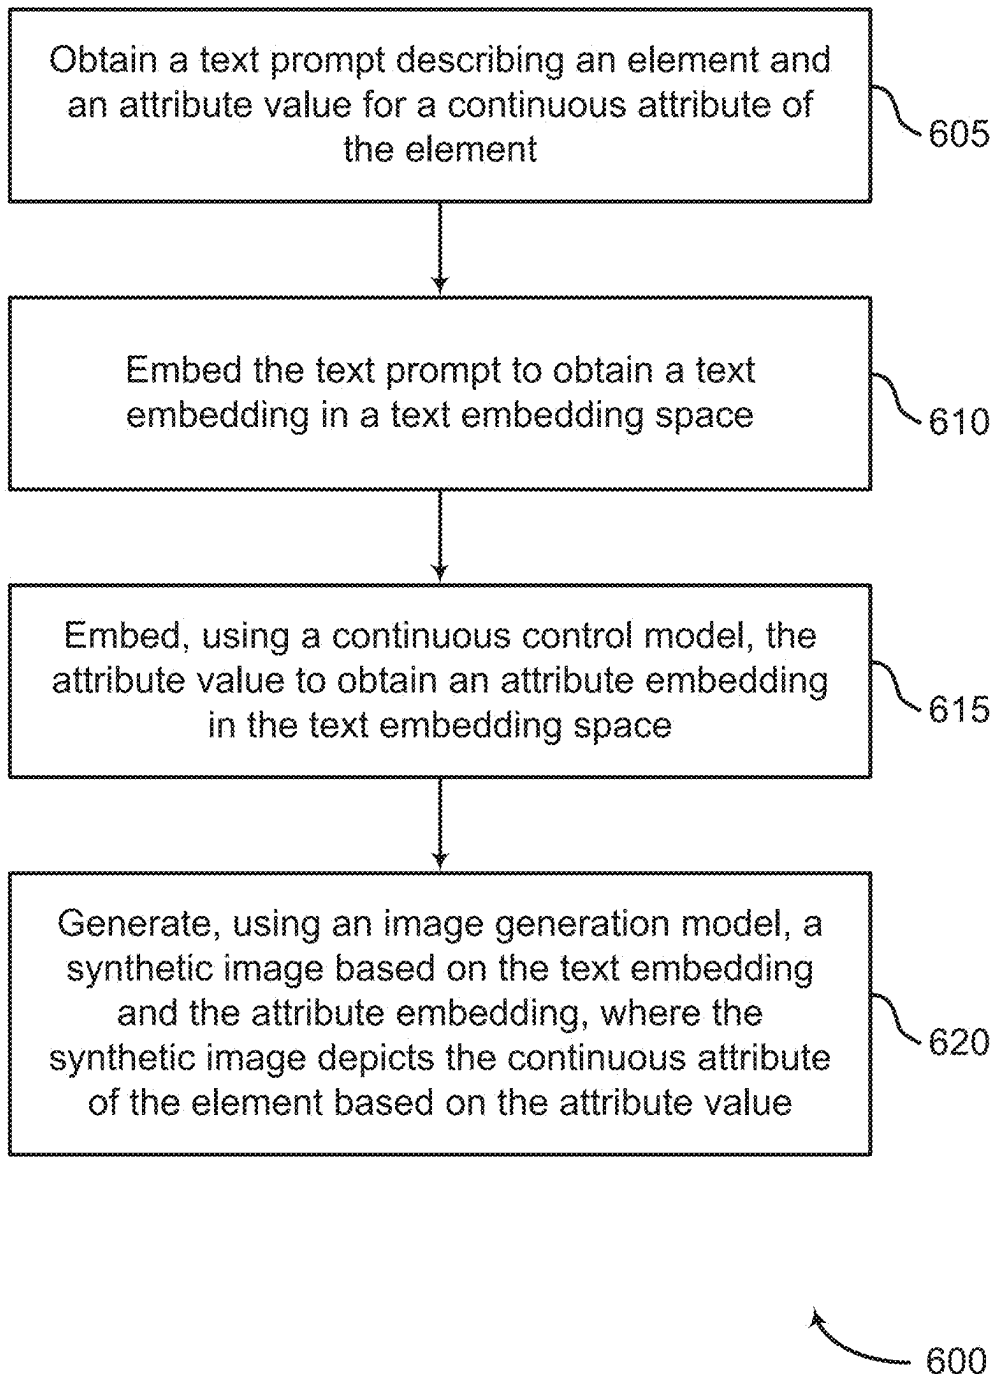 Obtain a text prompt describing an element and
an attribute value for a continuous attribute of
the element
605
Embed the text prompt to obtain a text
embedding in a text embedding space
610
Embed, using a continuous control model, the
attribute value to obtain an attribute embedding
in the text embedding space
615
Generate, using an image generation model, a
synthetic image based on the text embedding
and the attribute embedding, where the
synthetic image depicts the continuous attribute
of the element based on the attribute value
620
600